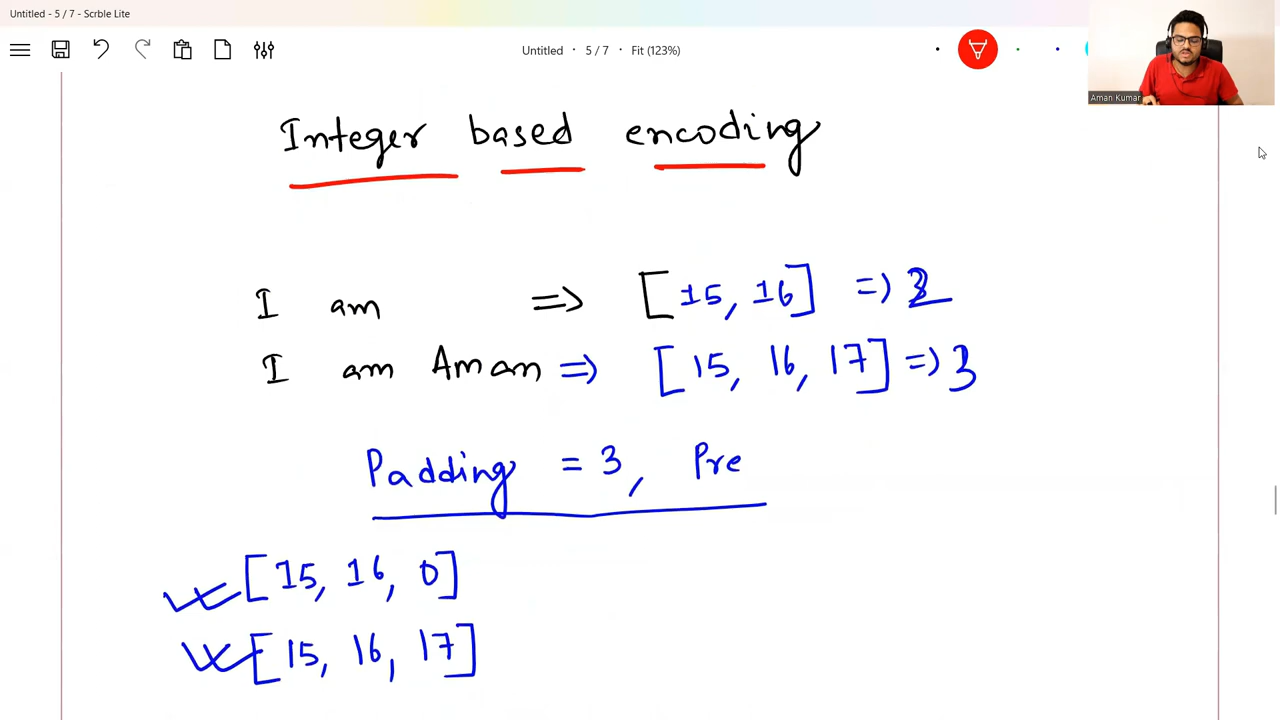 Untitled - 5 / 7 - Scrble Lite
Untitled • 5 / 7 • Fit (123%)
Aman Kumar
Integer based encoding
I am => [15, 16] => 2
I am Aman => [15, 16, 17] => 3
Padding = 3, Pre
[15, 16, 0]
[15, 16, 17]